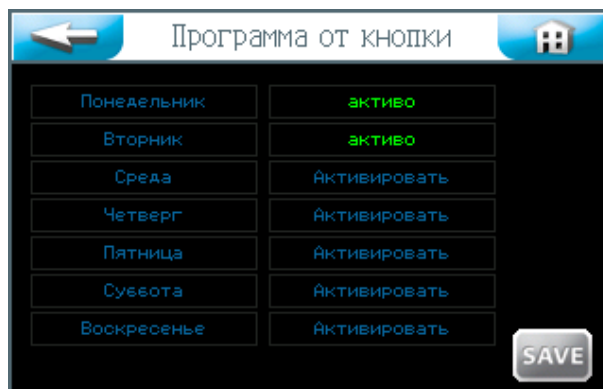 Программа от кнопки
Понедельник активо
Вторник активо
Среда Активировать
Четверг Активировать
Пятница Активировать
Суббота Активировать
Воскресенье Активировать
SAVE